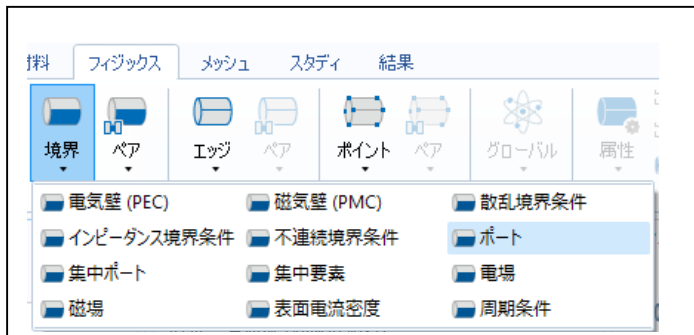 材料 フィジックス メッシュ スタディ 結果
境界 ペア エッジ ペア ポイント ペア グローバル 属性
電気壁 (PEC) 磁気壁 (PMC) 散乱境界条件
インピーダンス境界条件 不連続境界条件 ポート
集中ポート 集中要素 電場
磁場 表面電流密度 周期条件